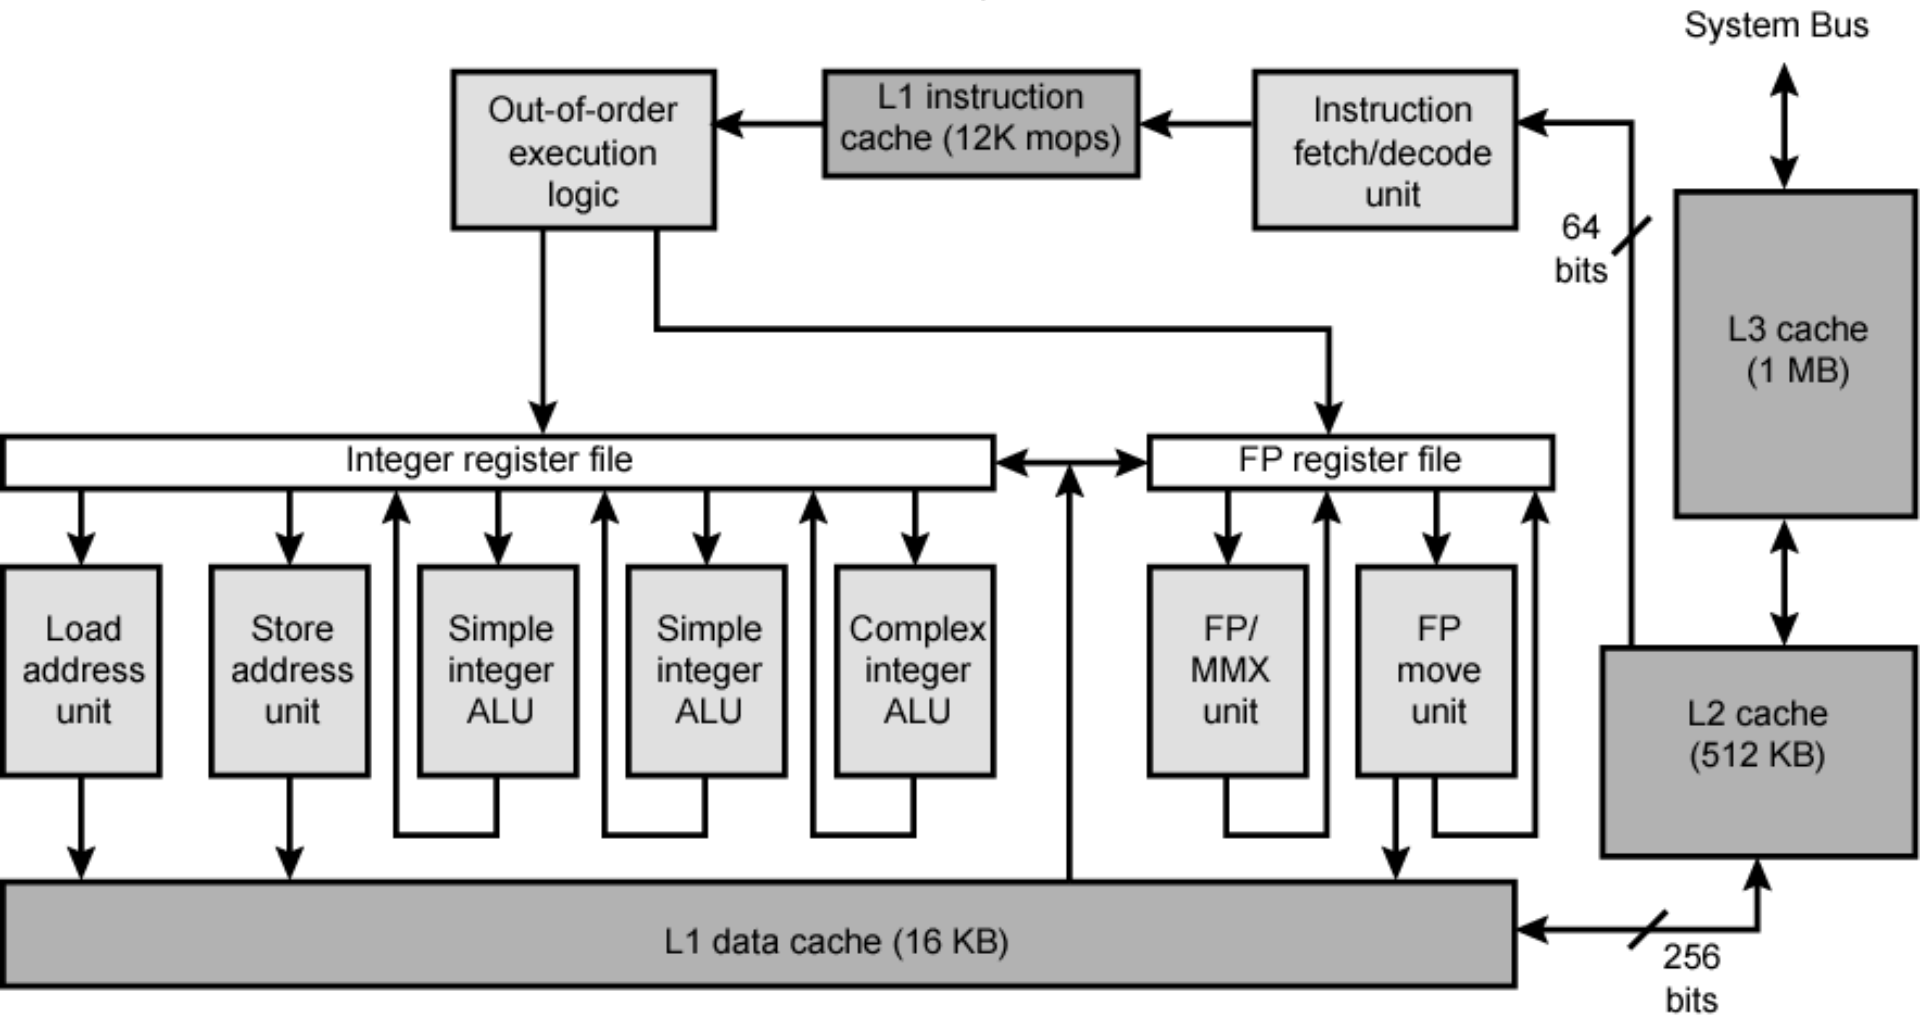 System Bus
Out-of-order
execution
logic
L1 instruction
cache (12K mops)
Instruction
fetch/decode
unit
64
bits
L3 cache
(1 MB)
Integer register file
FP register file
Load
address
unit
Store
address
unit
Simple
integer
ALU
Simple
integer
ALU
Complex
integer
ALU
FP/
MMX
unit
FP
move
unit
L2 cache
(512 KB)
L1 data cache (16 KB)
256
bits